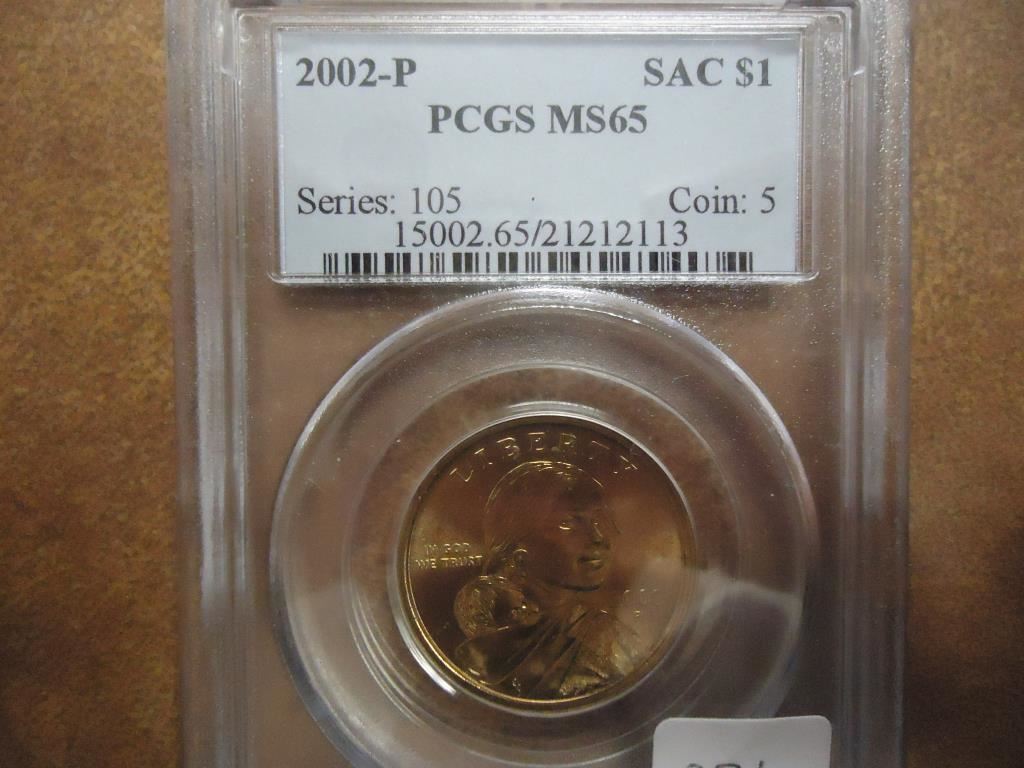 2002-P SAC $1
PCGS MS65
Series: 105 Coin: 5
15002.65/21212113
LIBERTY
IN GOD
WE TRUST